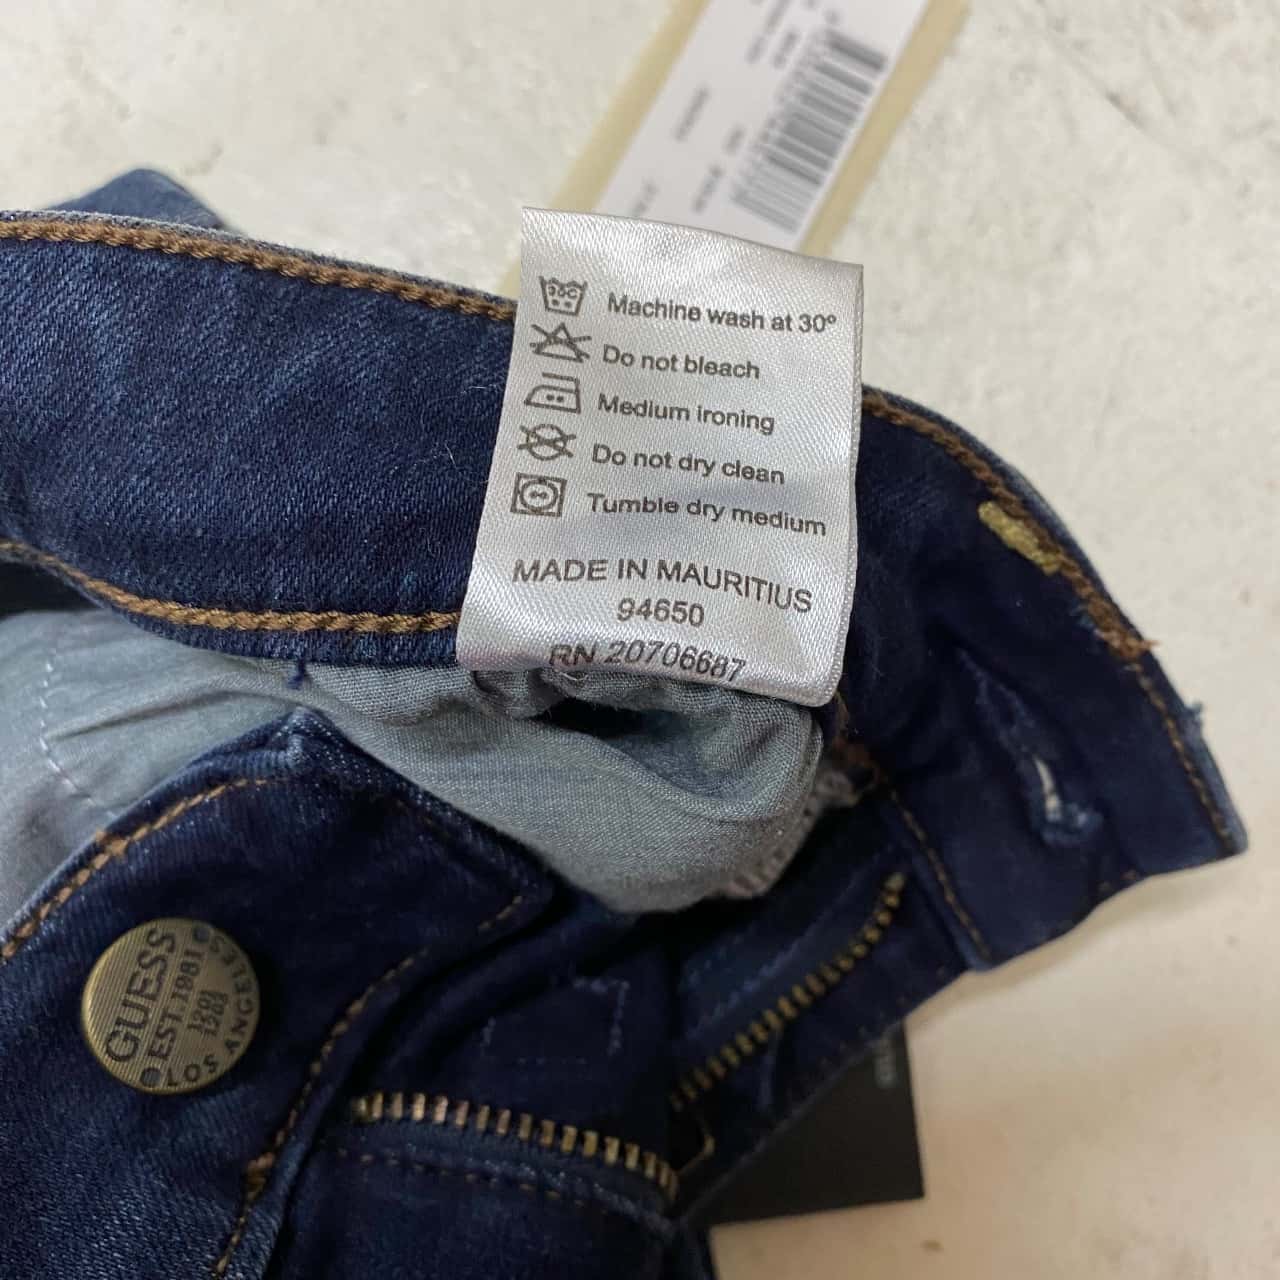 Machine wash at 30°
Do not bleach
Medium ironing
Do not dry clean
Tumble dry medium
MADE IN MAURITIUS
94650
RN 20706687
GUESS
EST. 1981
LOS ANGELES